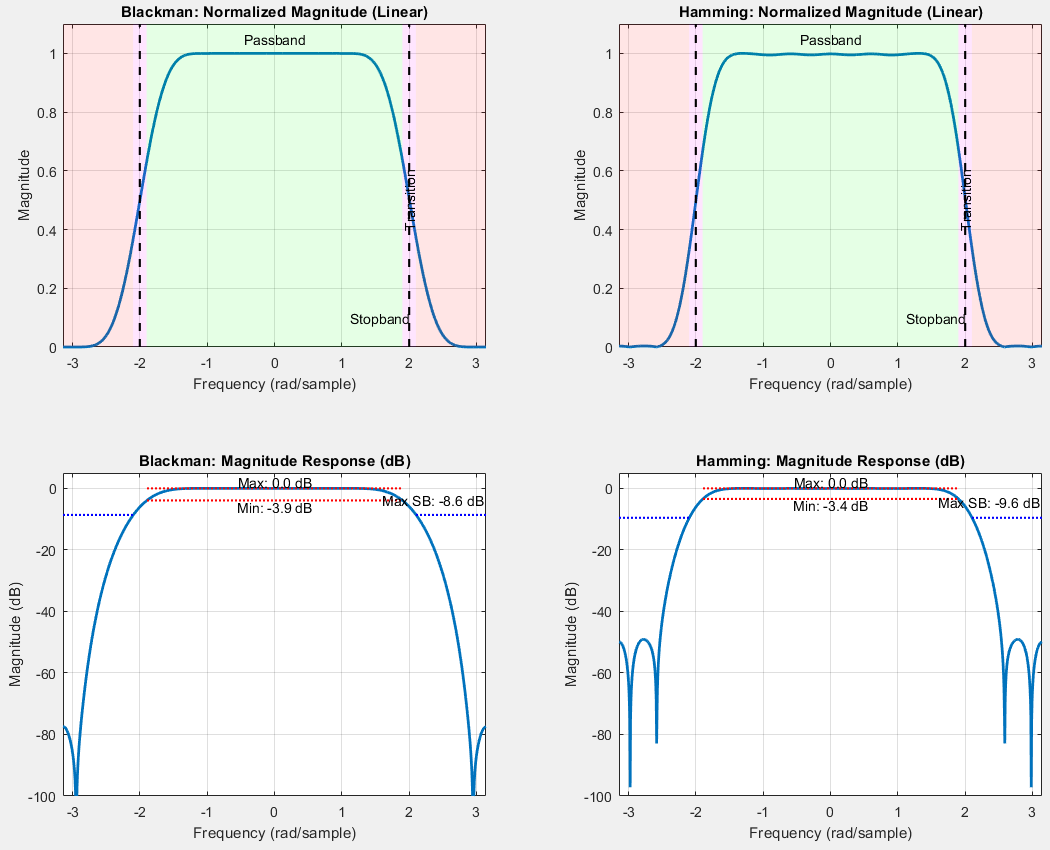 Blackman: Normalized Magnitude (Linear)
Passband
Transition
Stopband
Magnitude
1
0.8
0.6
0.4
0.2
0
-3 -2 -1 0 1 2 3
Frequency (rad/sample)
Hamming: Normalized Magnitude (Linear)
Passband
Transition
Stopband
Magnitude
1
0.8
0.6
0.4
0.2
0
-3 -2 -1 0 1 2 3
Frequency (rad/sample)
Blackman: Magnitude Response (dB)
Max: 0.0 dB
Max SB: -8.6 dB
Min: -3.9 dB
Magnitude (dB)
0
-20
-40
-60
-80
-100
-3 -2 -1 0 1 2 3
Frequency (rad/sample)
Hamming: Magnitude Response (dB)
Max: 0.0 dB
Max SB: -9.6 dB
Min: -3.4 dB
Magnitude (dB)
0
-20
-40
-60
-80
-100
-3 -2 -1 0 1 2 3
Frequency (rad/sample)